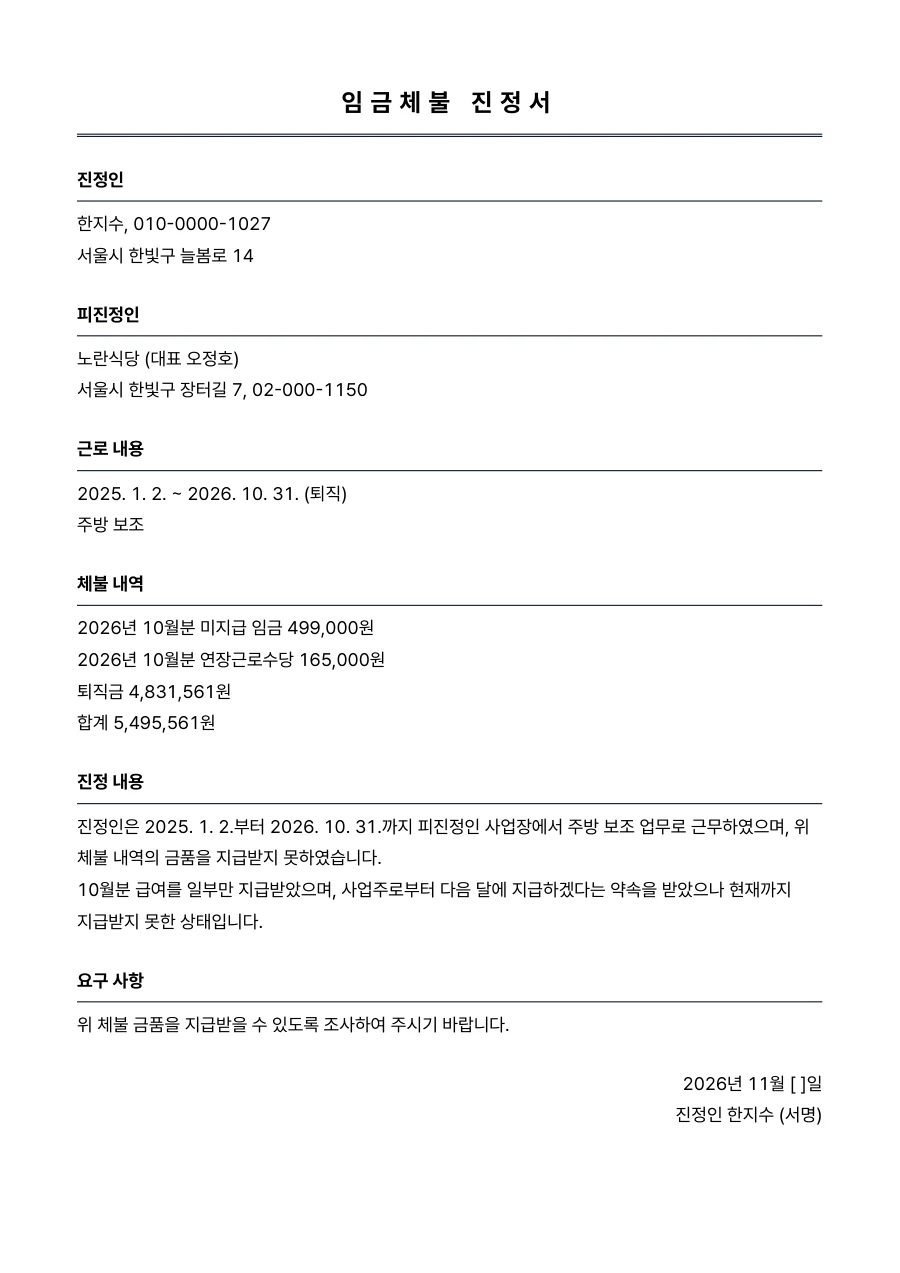 임금체불 진정서
진정인
한지수, 010-0000-1027
서울시 한빛구 늘봄로 14
피진정인
노란식당 (대표 오정호)
서울시 한빛구 장터길 7, 02-000-1150
근로 내용
2025. 1. 2. ~ 2026. 10. 31. (퇴직)
주방 보조
체불 내역
2026년 10월분 미지급 임금 499,000원
2026년 10월분 연장근로수당 165,000원
퇴직금 4,831,561원
합계 5,495,561원
진정 내용
진정인은 2025. 1. 2.부터 2026. 10. 31.까지 피진정인 사업장에서 주방 보조 업무로 근무하였으며, 위
체불 내역의 금품을 지급받지 못하였습니다.
10월분 급여를 일부만 지급받았으며, 사업주로부터 다음 달에 지급하겠다는 약속을 받았으나 현재까지
지급받지 못한 상태입니다.
요구 사항
위 체불 금품을 지급받을 수 있도록 조사하여 주시기 바랍니다.
2026년 11월 [ ]일
진정인 한지수 (서명)